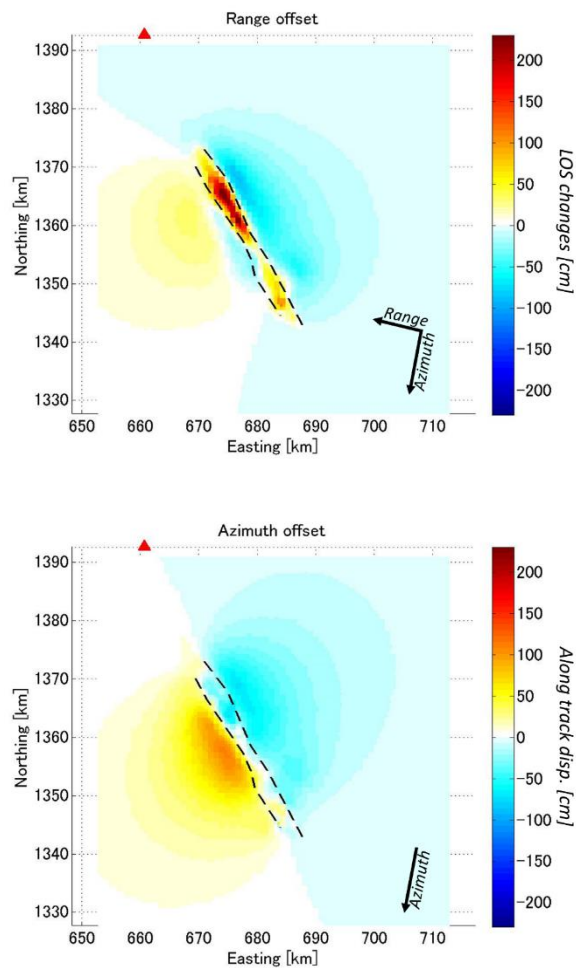 Range offset
1390
1380
1370
1360
1350
1340
1330
Northing [km]
650 660 670 680 690 700 710
Easting [km]
Range
Azimuth
200
150
100
50
0
-50
-100
-150
-200
LOS changes [cm]
Azimuth offset
1390
1380
1370
1360
1350
1340
1330
Northing [km]
650 660 670 680 690 700 710
Easting [km]
Azimuth
200
150
100
50
0
-50
-100
-150
-200
Along track disp. [cm]